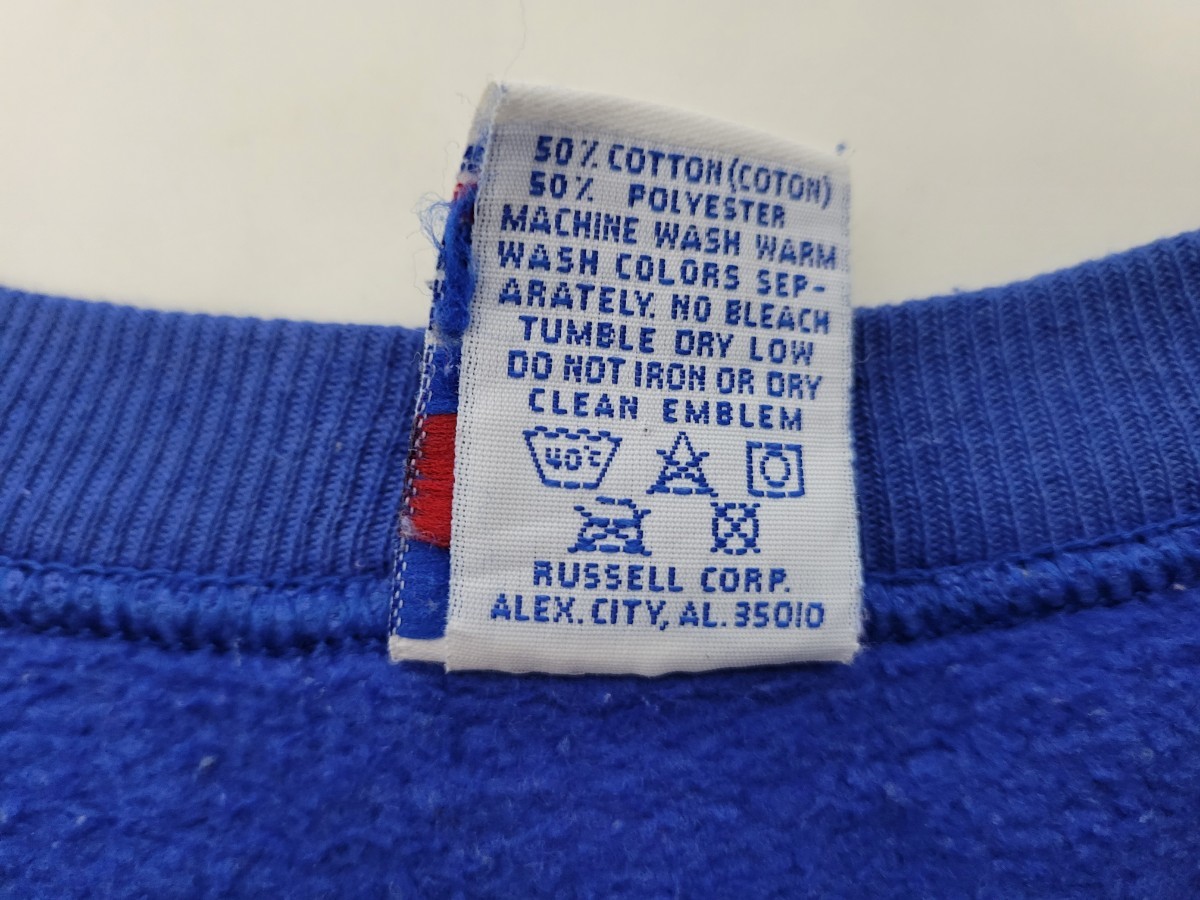 50% COTTON (COTON)
50% POLYESTER
MACHINE WASH WARM
WASH COLORS SEP-
ARATELY. NO BLEACH
TUMBLE DRY LOW
DO NOT IRON OR DRY
CLEAN EMBLEM
40°C
RUSSELL CORP.
ALEX. CITY, AL. 35010